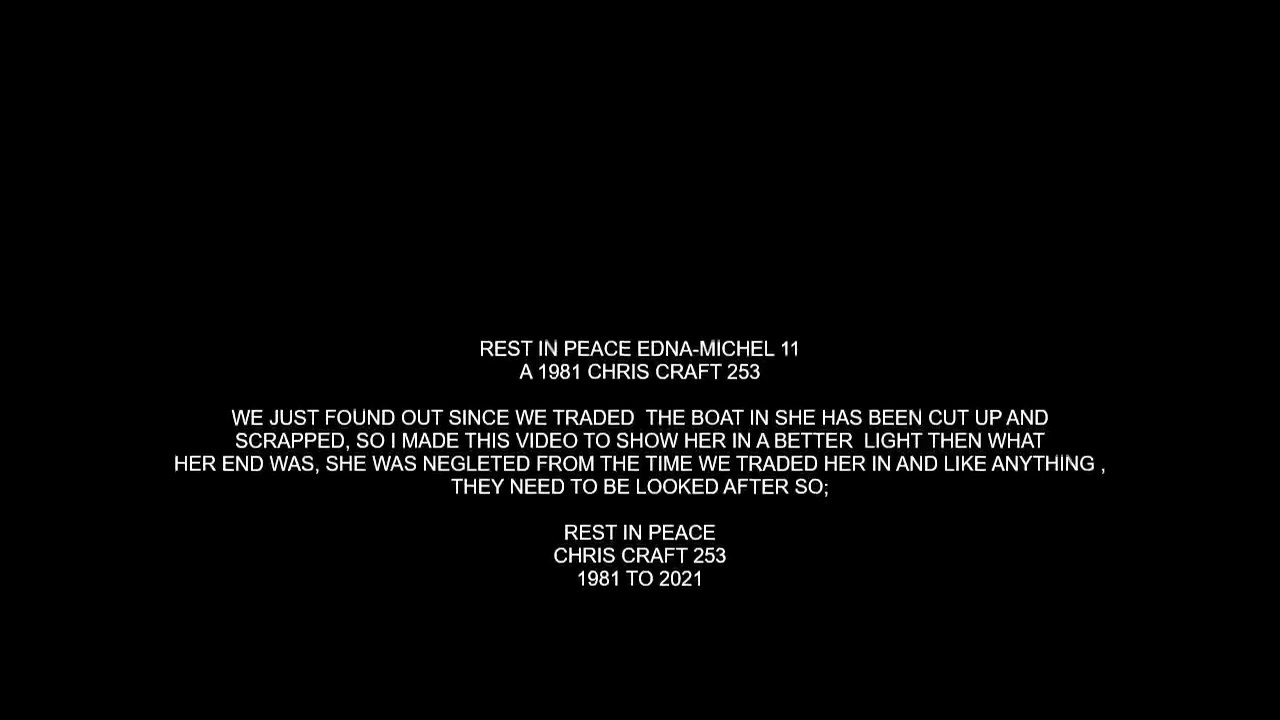 REST IN PEACE EDNA-MICHEL 11
A 1981 CHRIS CRAFT 253
WE JUST FOUND OUT SINCE WE TRADED  THE BOAT IN SHE HAS BEEN CUT UP AND
SCRAPPED, SO I MADE THIS VIDEO TO SHOW HER IN A BETTER  LIGHT THEN WHAT
HER END WAS, SHE WAS NEGLETED FROM THE TIME WE TRADED HER IN AND LIKE ANYTHING ,
THEY NEED TO BE LOOKED AFTER SO;
REST IN PEACE
CHRIS CRAFT 253
1981 TO 2021